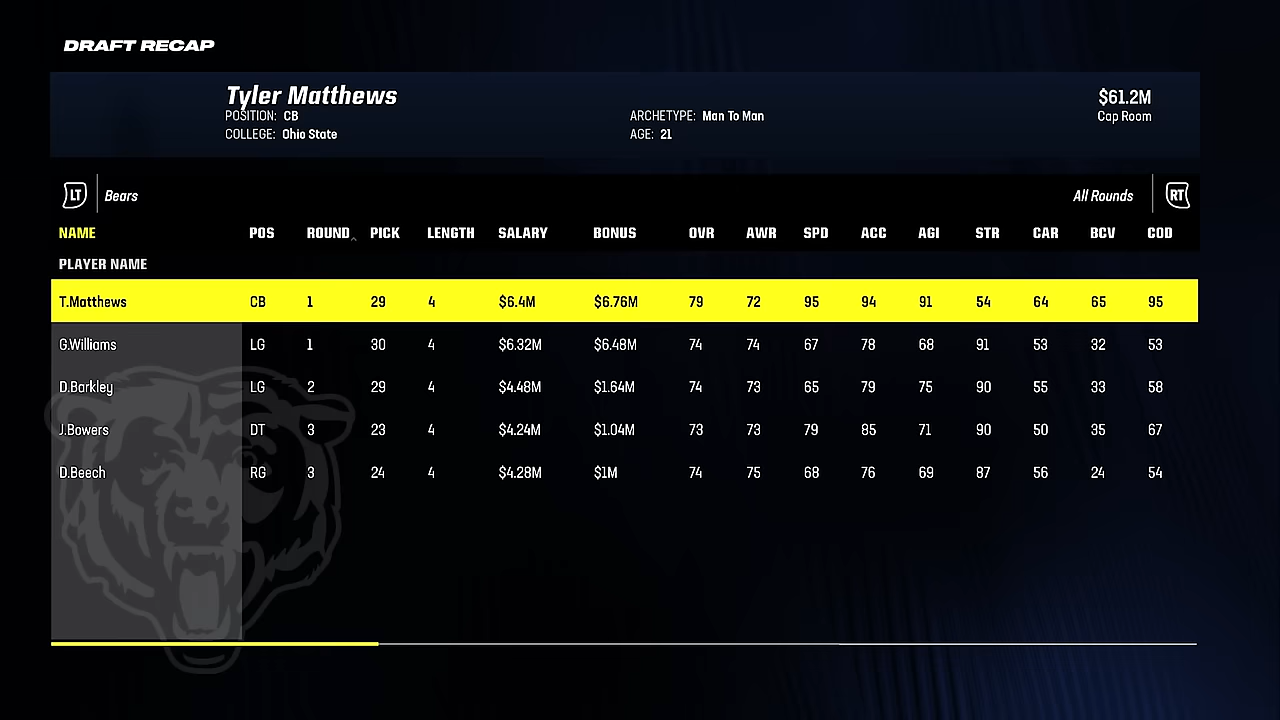 DRAFT RECAP
Tyler Matthews
POSITION: CB
COLLEGE: Ohio State
ARCHETYPE: Man To Man
AGE: 21
$61.2M
Cap Room
LT Bears All Rounds RT
NAME POS ROUND PICK LENGTH SALARY BONUS OVR AWR SPD ACC AGI STR CAR BCV COD
PLAYER NAME
T.Matthews CB 1 29 4 $6.4M $6.76M 79 72 95 94 91 54 64 65 95
G.Williams LG 1 30 4 $6.32M $6.48M 74 74 67 78 68 91 53 32 53
D.Barkley LG 2 29 4 $4.48M $1.64M 74 73 65 79 75 90 55 33 58
J.Bowers DT 3 23 4 $4.24M $1.04M 73 73 79 85 71 90 50 35 67
D.Beech RG 3 24 4 $4.28M $1M 74 75 68 76 69 87 56 24 54